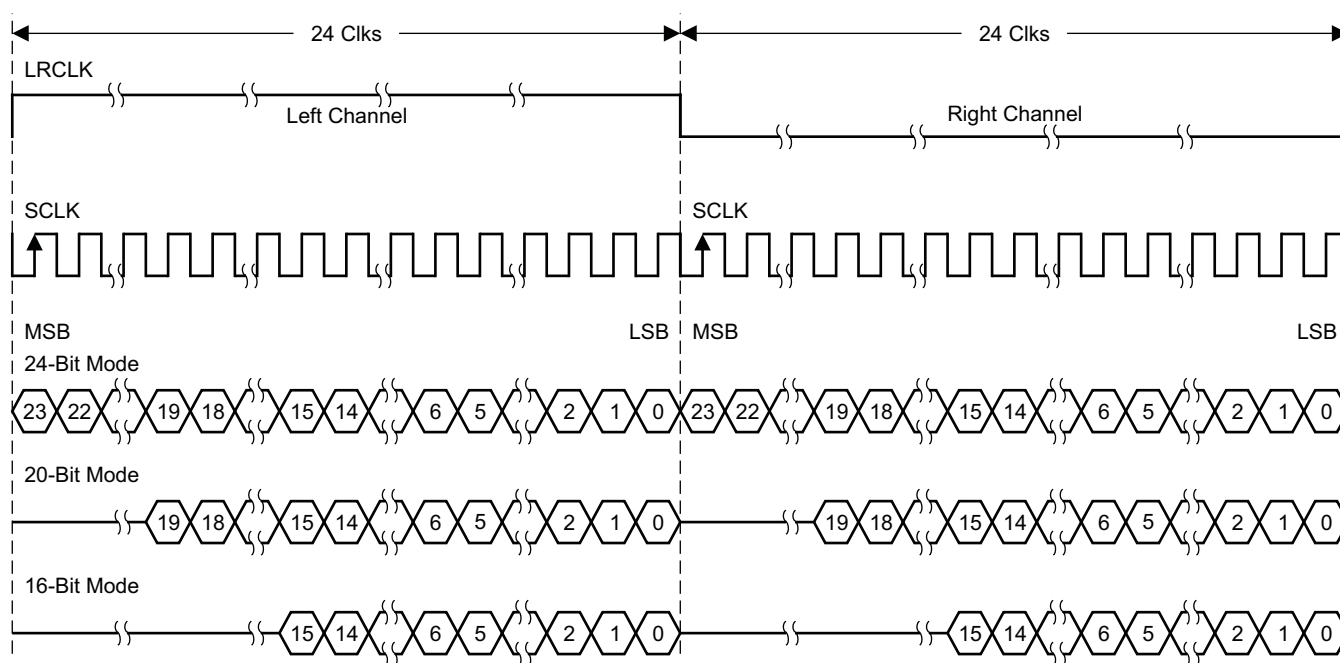 24 Clks 24 Clks
LRCLK
Left Channel Right Channel
SCLK SCLK
MSB LSB MSB LSB
24-Bit Mode
23 22 19 18 15 14 6 5 2 1 0 23 22 19 18 15 14 6 5 2 1 0
20-Bit Mode
19 18 15 14 6 5 2 1 0 19 18 15 14 6 5 2 1 0
16-Bit Mode
15 14 6 5 2 1 0 15 14 6 5 2 1 0